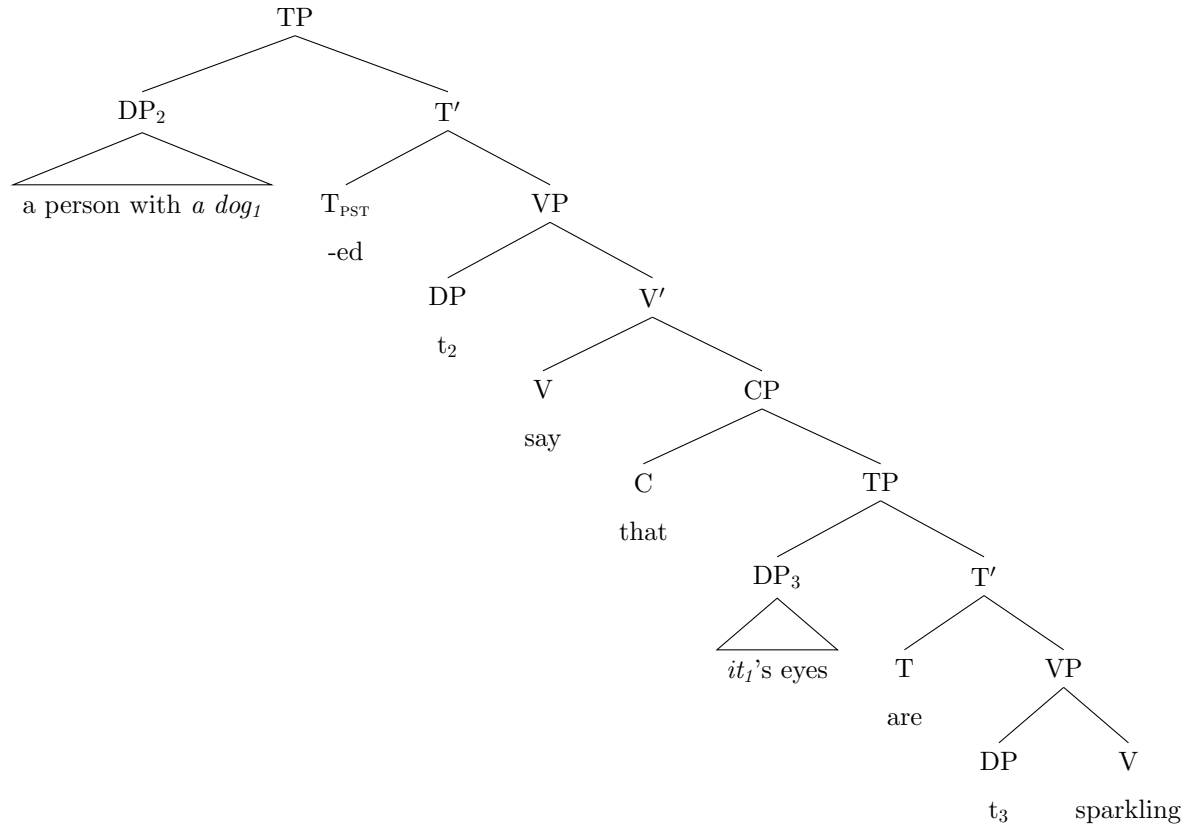 TP
DP₂ T′
a person with a dog₁ T_PST VP
-ed DP V′
t₂ V CP
say C TP
that DP₃ T′
it₁'s eyes T VP
are DP V
t₃ sparkling